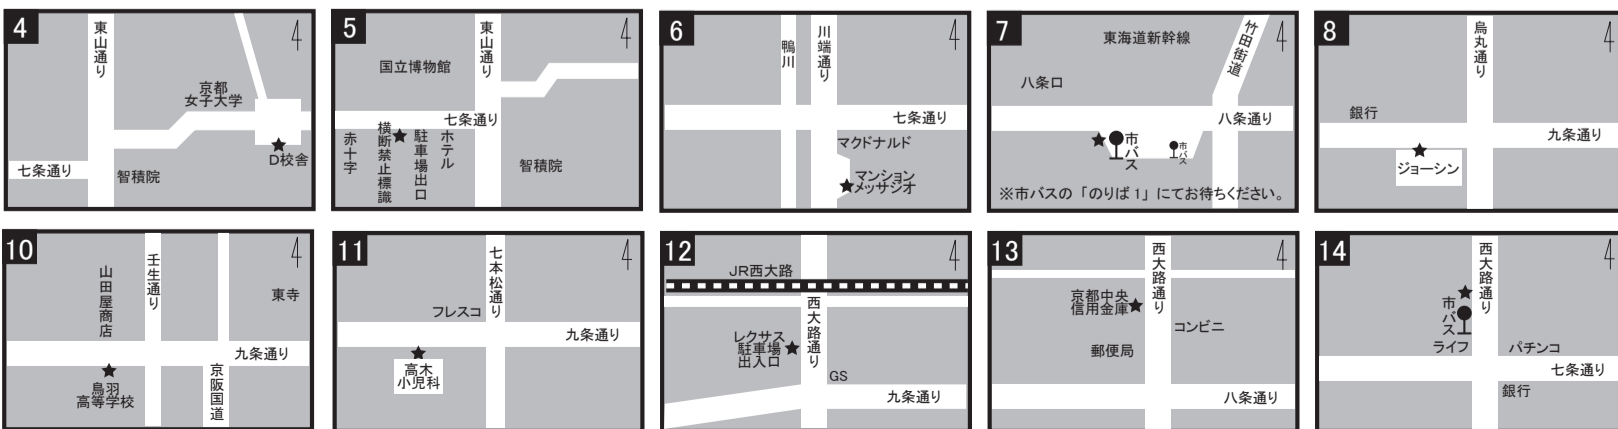 4
東山通り
京都
女子大学
D校舎
七条通り
智積院
5
東山通り
国立博物館
七条通り
赤十字
横断禁止標識
駐車場出口
ホテル
智積院
6
鴨川
川端通り
七条通り
マクドナルド
マンション
メッサジオ
7
東海道新幹線
竹田街道
八条口
八条通り
市バス
市バス
※市バスの「のりば1」にてお待ちください。
8
烏丸通り
銀行
九条通り
ジョーシン
10
山田屋商店
壬生通り
東寺
九条通り
鳥羽
高等学校
京阪国道
11
七本松通り
フレスコ
九条通り
高木
小児科
12
JR西大路
西大路通り
レクサス
駐車場
出入口
GS
九条通り
13
西大路通り
京都中央
信用金庫
コンビニ
郵便局
八条通り
14
西大路通り
市バス
ライフ
パチンコ
七条通り
銀行